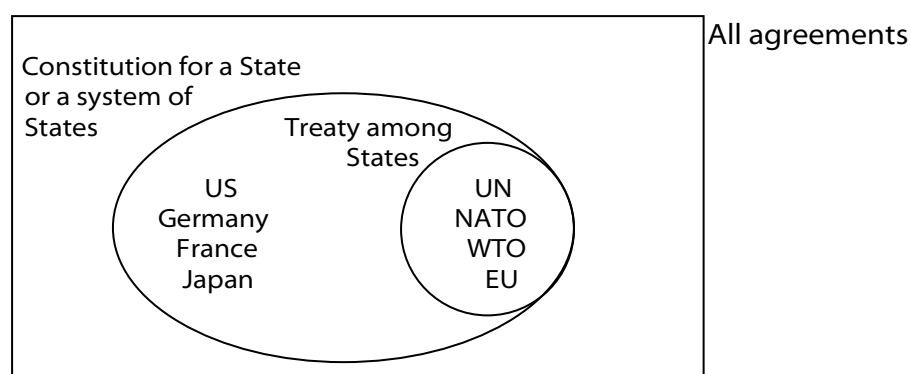 All agreements
Constitution for a State
or a system of
States
Treaty among
States
US
Germany
France
Japan
UN
NATO
WTO
EU